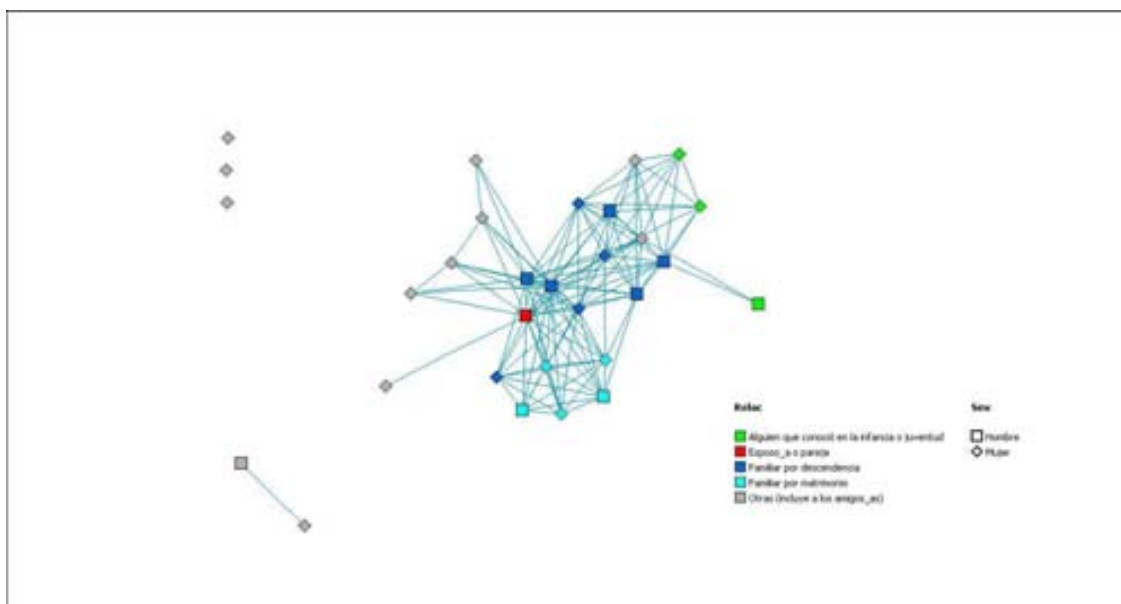 Relac
Alguien que conoció en la infancia o juventud
Esposo_a o pareja
Familiar por descendencia
Familiar por matrimonio
Otras (incluye a los amigos_as)
Sex
Hombre
Mujer